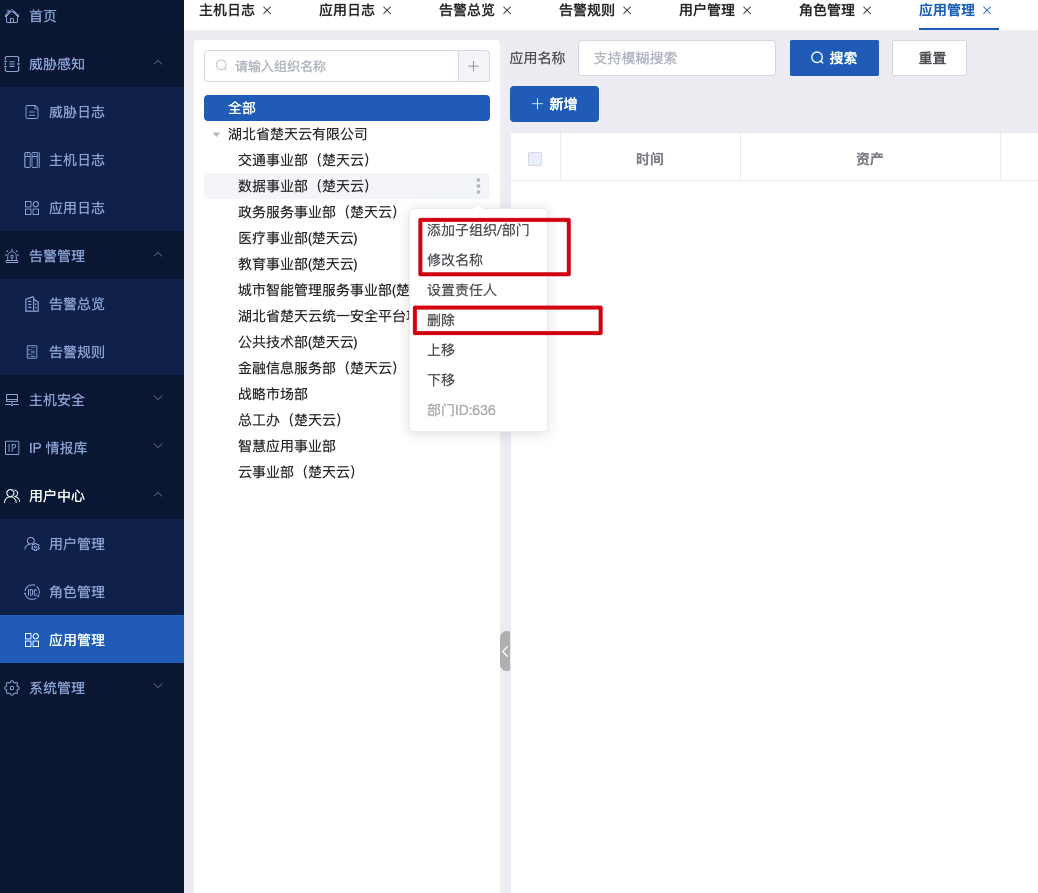 首页
威胁感知
威胁日志
主机日志
应用日志
告警管理
告警总览
告警规则
主机安全
IP 情报库
用户中心
用户管理
角色管理
应用管理
系统管理
主机日志 × 应用日志 × 告警总览 × 告警规则 × 用户管理 × 角色管理 × 应用管理 ×
请输入组织名称
全部
湖北省楚天云有限公司
交通事业部（楚天云）
数据事业部（楚天云）
政务服务事业部（楚天云）
医疗事业部(楚天云)
教育事业部(楚天云)
城市智能管理服务事业部(楚
湖北省楚天云统一安全平台
公共技术部(楚天云)
金融信息服务部（楚天云）
战略市场部
总工办（楚天云）
智慧应用事业部
云事业部（楚天云）
添加子组织/部门
修改名称
设置责任人
删除
上移
下移
部门ID:636
应用名称 支持模糊搜索 搜索 重置
新增
时间 资产